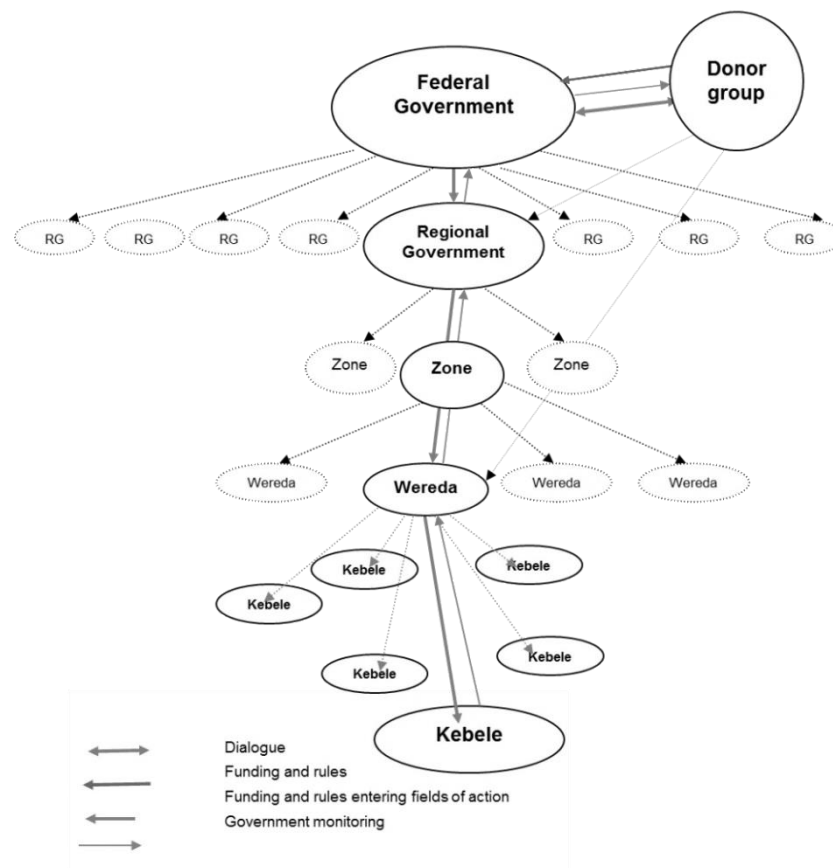 Federal
Government
Donor
group
RG
RG
RG
RG
Regional
Government
RG
RG
RG
Zone
Zone
Zone
Wereda
Wereda
Wereda
Wereda
Kebele
Kebele
Kebele
Kebele
Kebele
Kebele
Dialogue
Funding and rules
Funding and rules entering fields of action
Government monitoring